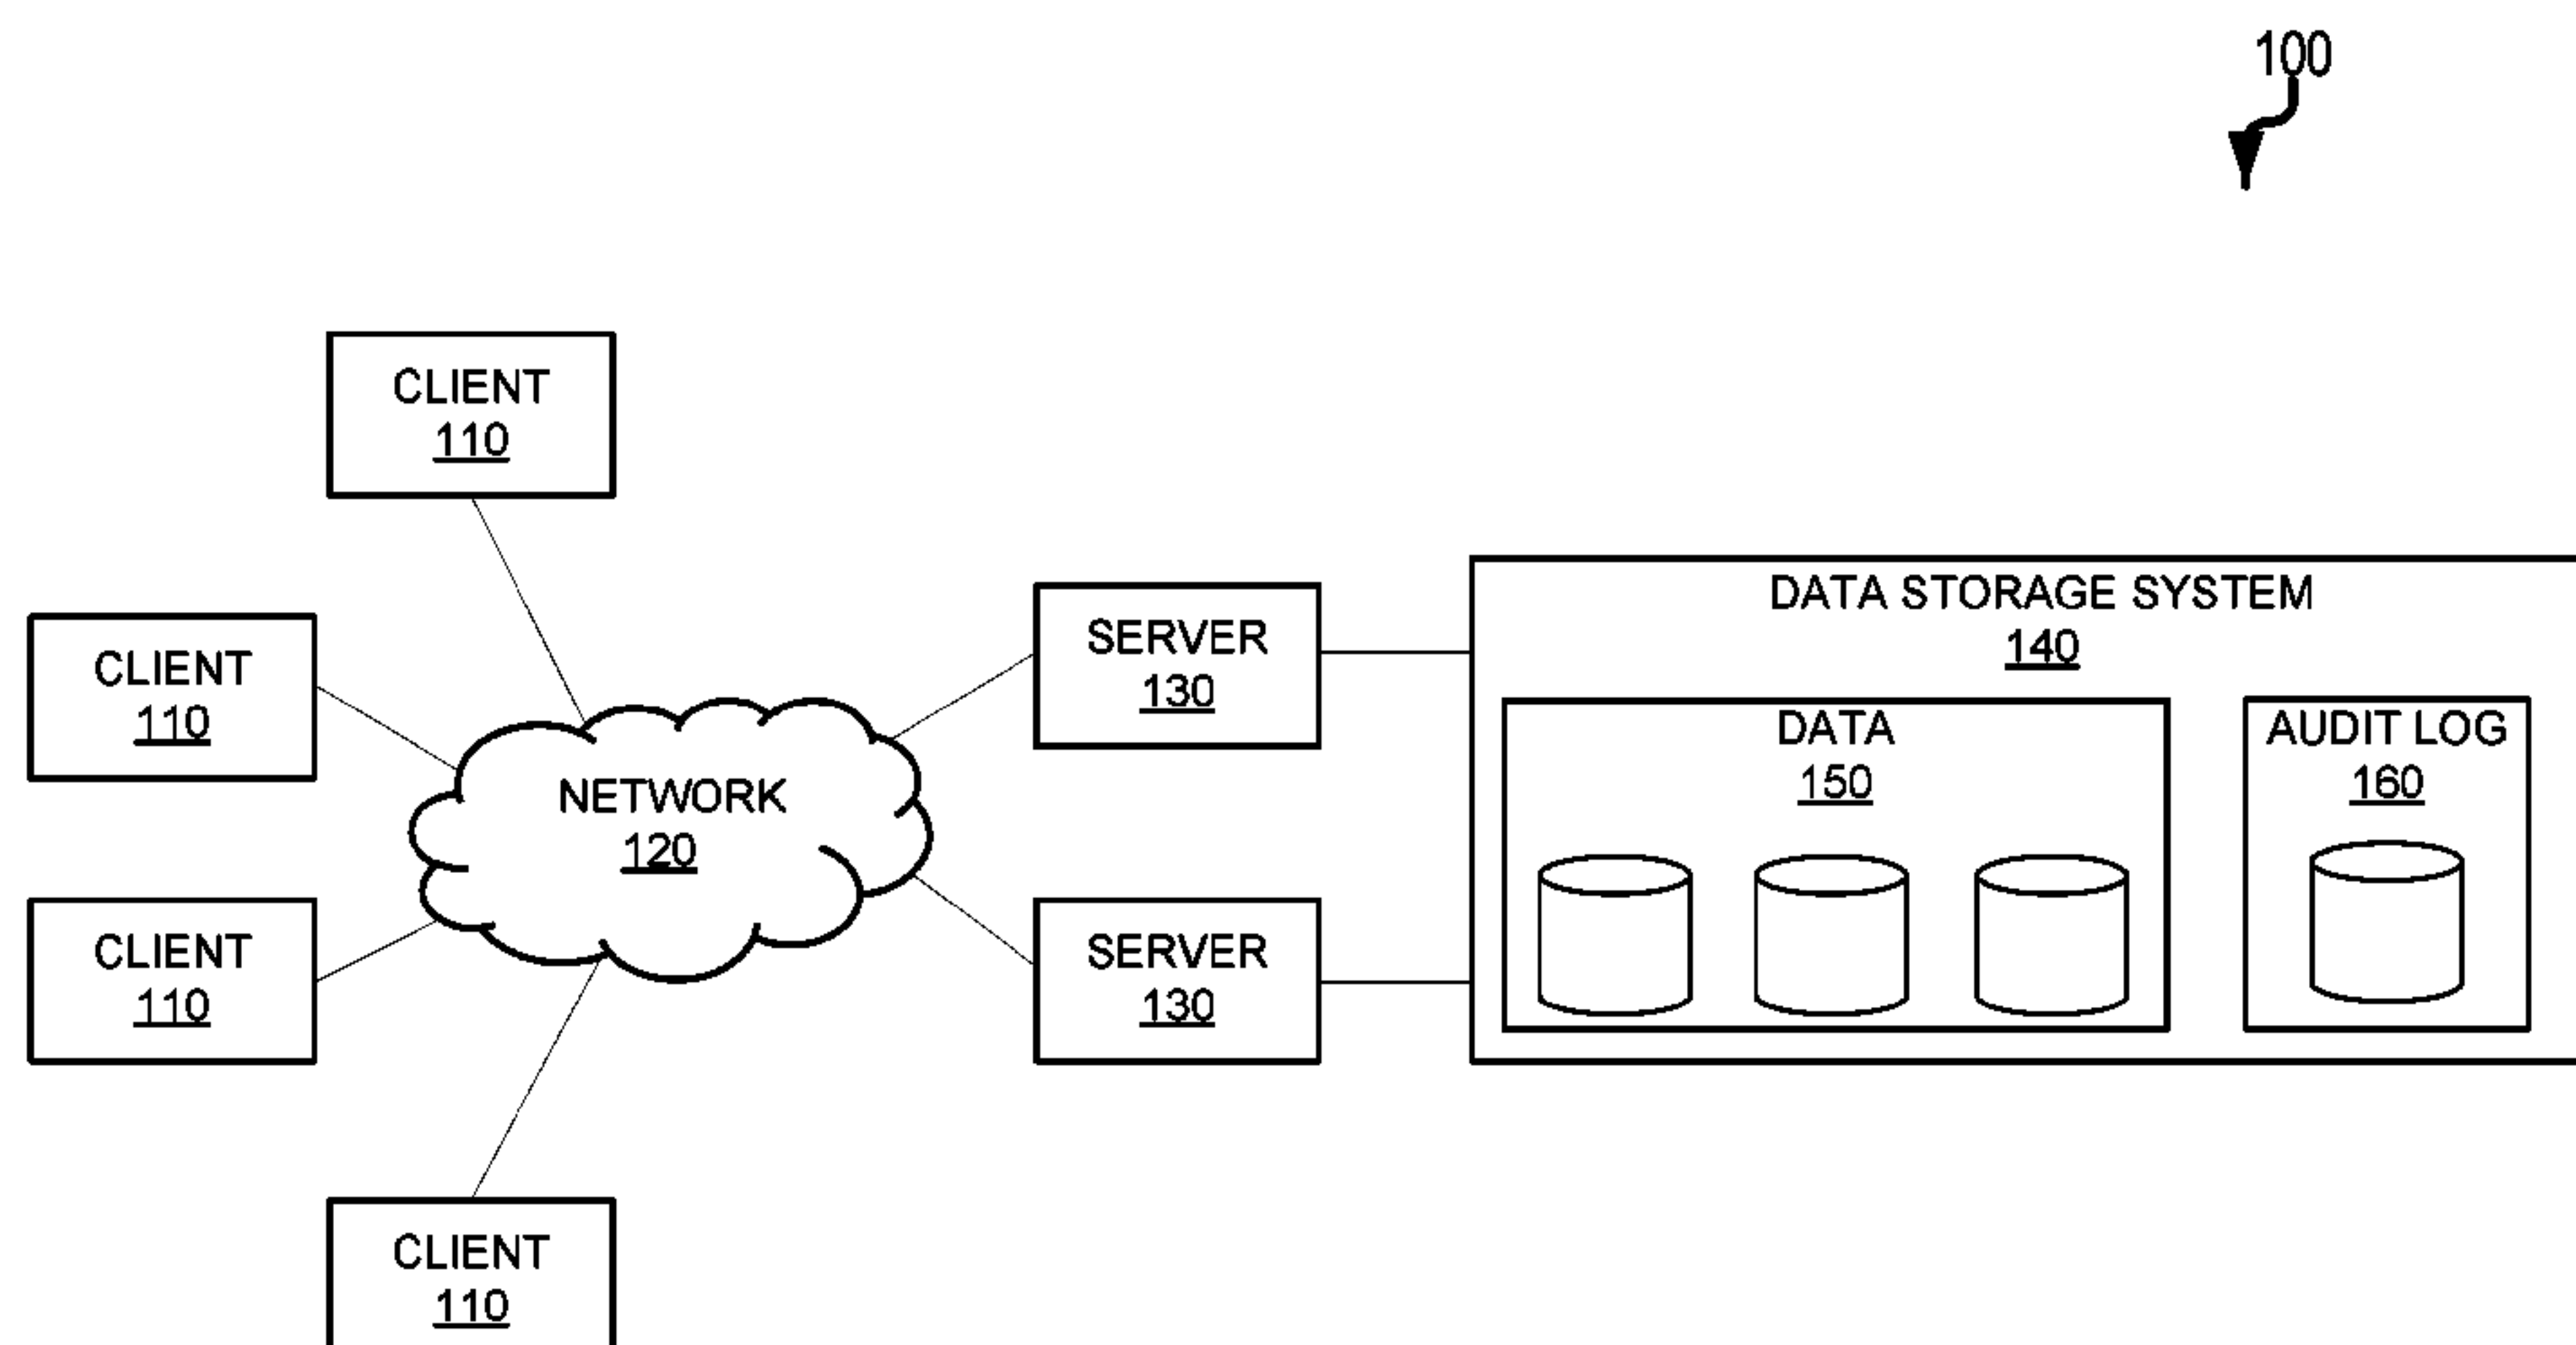 100
CLIENT
110
CLIENT
110
CLIENT
110
CLIENT
110
NETWORK
120
SERVER
130
SERVER
130
DATA STORAGE SYSTEM
140
DATA
150
AUDIT LOG
160